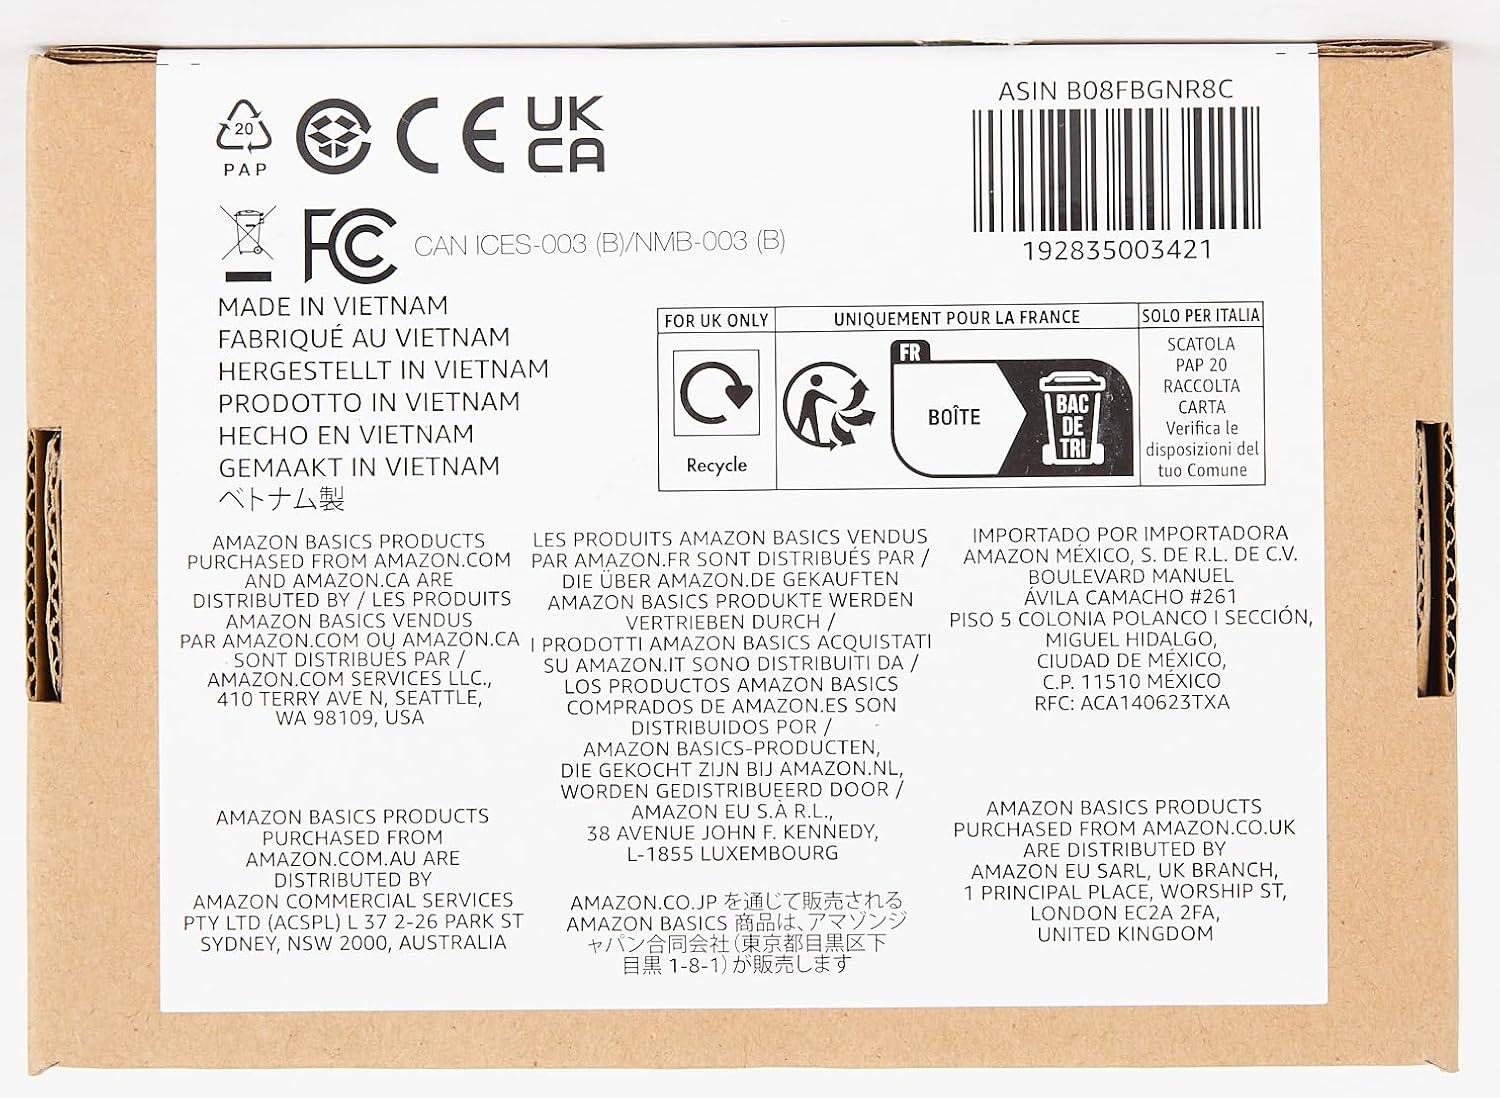 20
PAP
CE
UK
CA
FC
CAN ICES-003 (B)/NMB-003 (B)
ASIN B08FBGNR8C
192835003421
MADE IN VIETNAM
FABRIQUÉ AU VIETNAM
HERGESTELLT IN VIETNAM
PRODOTTO IN VIETNAM
HECHO EN VIETNAM
GEMAAKT IN VIETNAM
ベトナム製
FOR UK ONLY
Recycle
UNIQUEMENT POUR LA FRANCE
FR
BOÎTE
BAC
DE
TRI
SOLO PER ITALIA
SCATOLA
PAP 20
RACCOLTA
CARTA
Verifica le
disposizioni del
tuo Comune
AMAZON BASICS PRODUCTS
PURCHASED FROM AMAZON.COM
AND AMAZON.CA ARE
DISTRIBUTED BY / LES PRODUITS
AMAZON BASICS VENDUS
PAR AMAZON.COM OU AMAZON.CA
SONT DISTRIBUÉS PAR /
AMAZON.COM SERVICES LLC.,
410 TERRY AVE N, SEATTLE,
WA 98109, USA
AMAZON BASICS PRODUCTS
PURCHASED FROM
AMAZON.COM.AU ARE
DISTRIBUTED BY
AMAZON COMMERCIAL SERVICES
PTY LTD (ACSPL) L 37 2-26 PARK ST
SYDNEY, NSW 2000, AUSTRALIA
LES PRODUITS AMAZON BASICS VENDUS
PAR AMAZON.FR SONT DISTRIBUÉS PAR /
DIE ÜBER AMAZON.DE GEKAUFTEN
AMAZON BASICS PRODUKTE WERDEN
VERTRIEBEN DURCH /
I PRODOTTI AMAZON BASICS ACQUISTATI
SU AMAZON.IT SONO DISTRIBUITI DA /
LOS PRODUCTOS AMAZON BASICS
COMPRADOS DE AMAZON.ES SON
DISTRIBUIDOS POR /
AMAZON BASICS-PRODUCTEN,
DIE GEKOCHT ZIJN BIJ AMAZON.NL,
WORDEN GEDISTRIBUEERD DOOR /
AMAZON EU S.À R.L.,
38 AVENUE JOHN F. KENNEDY,
L-1855 LUXEMBOURG
AMAZON.CO.JP を通じて販売される
AMAZON BASICS 商品は、アマゾンジ
ャパン合同会社（東京都目黒区下
目黒 1-8-1）が販売します
IMPORTADO POR IMPORTADORA
AMAZON MÉXICO, S. DE R.L. DE C.V.
BOULEVARD MANUEL
ÁVILA CAMACHO #261
PISO 5 COLONIA POLANCO I SECCIÓN,
MIGUEL HIDALGO,
CIUDAD DE MÉXICO,
C.P. 11510 MÉXICO
RFC: ACA140623TXA
AMAZON BASICS PRODUCTS
PURCHASED FROM AMAZON.CO.UK
ARE DISTRIBUTED BY
AMAZON EU SARL, UK BRANCH,
1 PRINCIPAL PLACE, WORSHIP ST,
LONDON EC2A 2FA,
UNITED KINGDOM